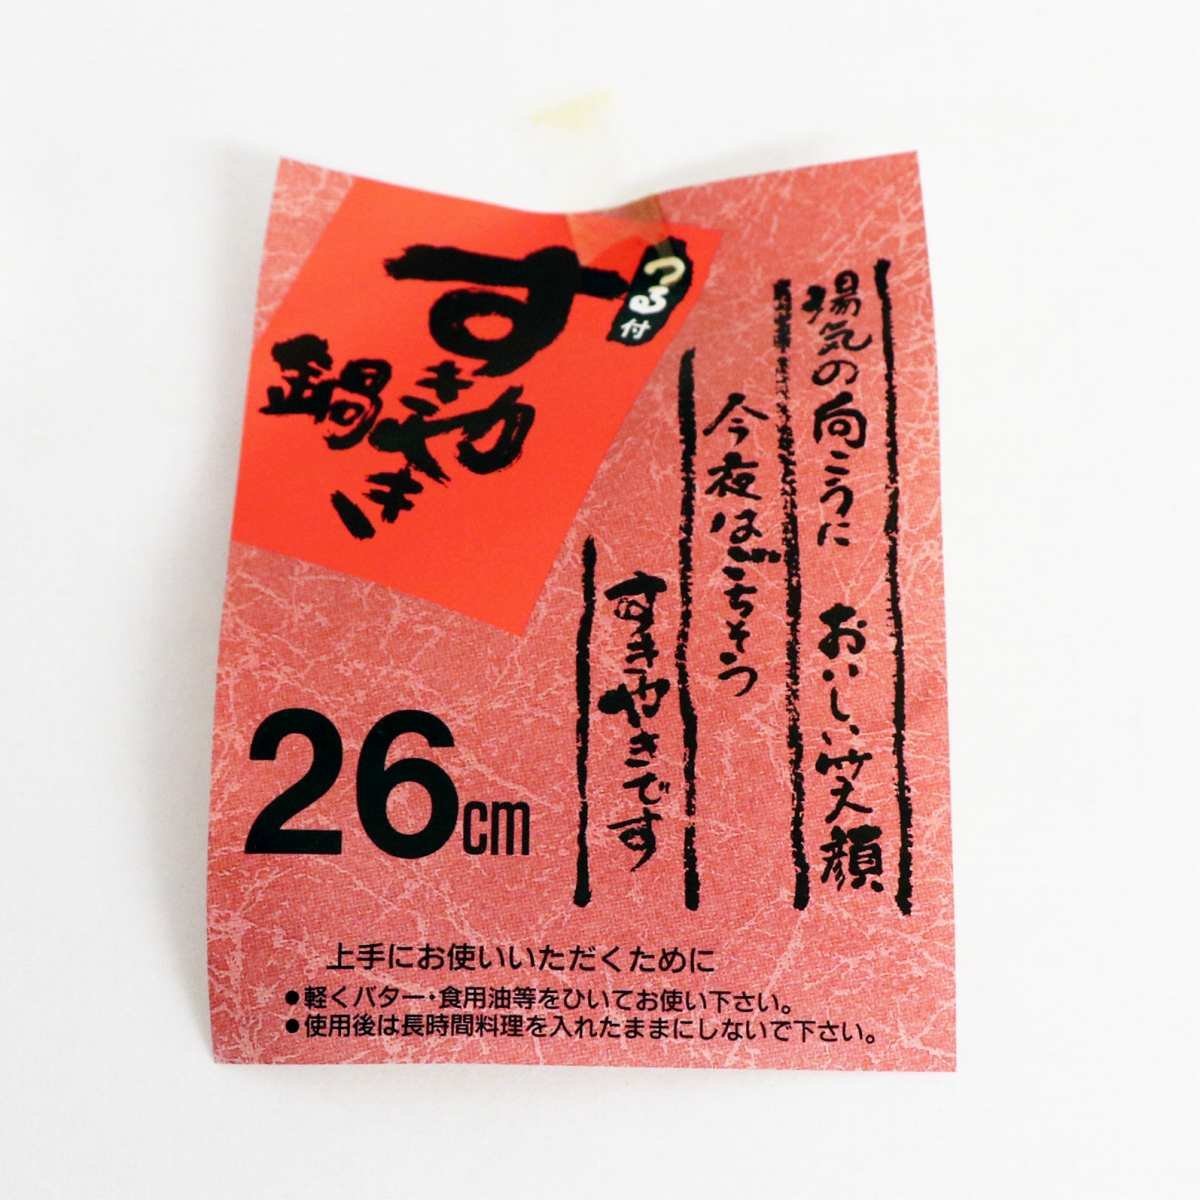 つる付
すきやき
鍋
湯気の向こうに おいしい笑顔
今夜はごちそう
すきやきです
26cm
上手にお使いいただくために
●軽くバター・食用油等をひいてお使い下さい。
●使用後は長時間料理を入れたままにしないで下さい。